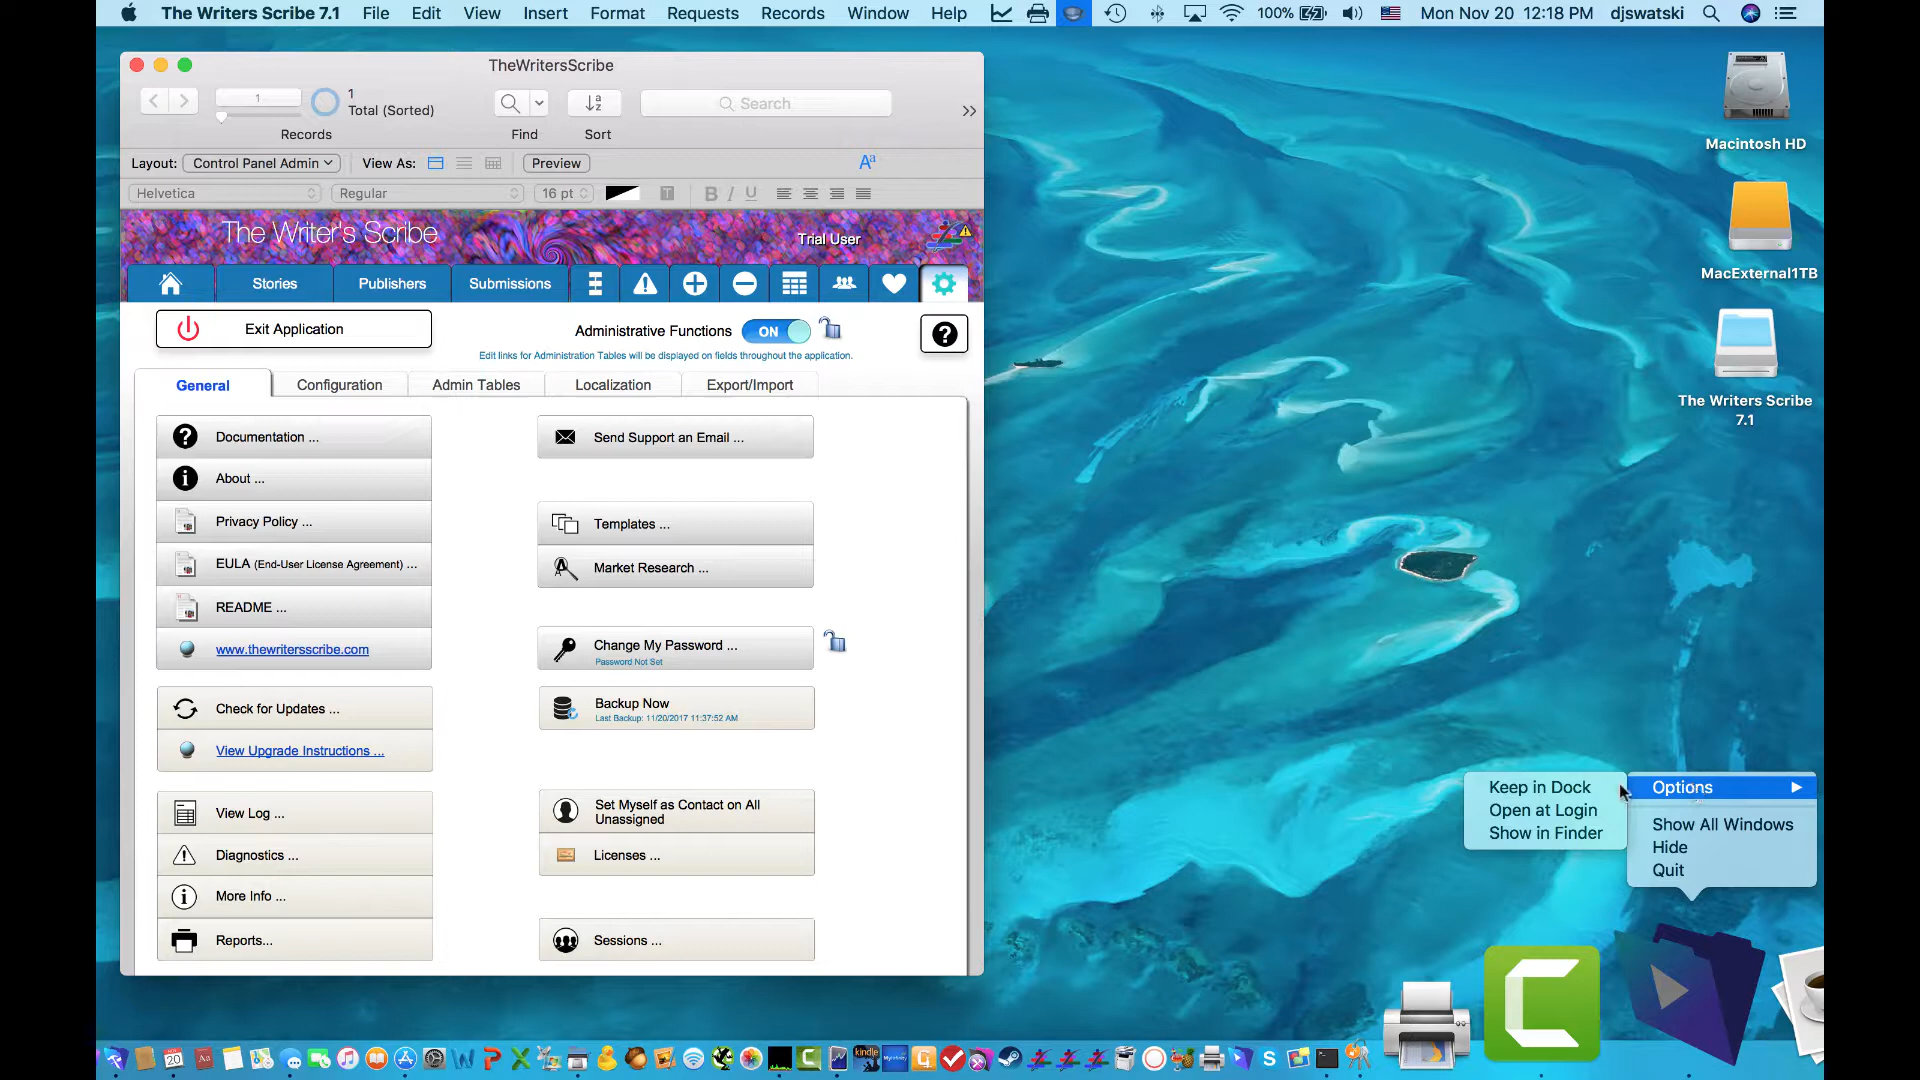 The Writers Scribe 7.1 File Edit View Insert Format Requests Records Window Help 100% Mon Nov 20 12:18 PM djswatski
TheWritersScribe
1 1 Total (Sorted) Search
Records Find Sort
Layout: Control Panel Admin View As: Preview Aa
Helvetica Regular 16 pt T B I U
The Writer's Scribe
Trial User
Stories Publishers Submissions
Exit Application
Administrative Functions ON
Edit links for Administration Tables will be displayed on fields throughout the application.
General Configuration Admin Tables Localization Export/Import
Documentation ...
About ...
Privacy Policy ...
EULA (End-User License Agreement) ...
README ...
www.thewritersscribe.com
Check for Updates ...
View Upgrade Instructions ...
View Log ...
Diagnostics ...
More Info ...
Reports...
Send Support an Email ...
Templates ...
Market Research ...
Change My Password ...
Password Not Set
Backup Now
Last Backup: 11/20/2017 11:37:52 AM
Set Myself as Contact on All
Unassigned
Licenses ...
Sessions ...
Macintosh HD
MacExternal1TB
The Writers Scribe
7.1
Keep in Dock
Open at Login
Show in Finder
Options
Show All Windows
Hide
Quit
20
kindle